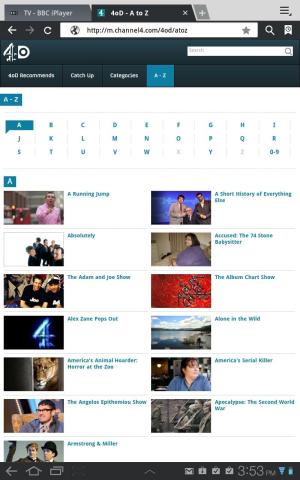 TV - BBC iPlayer
4oD - A to Z
http://m.channel4.com/4od/atoz
4oD
Search
4oD Recommends
Catch Up
Categories
A - Z
A - Z
A B C D E F G H I
J K L M N O P Q R
S T U V W X Y Z 0-9
A
A Running Jump
A Short History of Everything
Else
Absolutely
Accused: The 74 Stone
Babysitter
The Adam and Joe Show
The Album Chart Show
Alex Zane Pops Out
Alone in the Wild
America's Animal Hoarder:
Horror at the Zoo
America's Serial Killer
The Angelos Epithemiou Show
Apocalypse: The Second World
War
Armstrong & Miller
3:53 PM